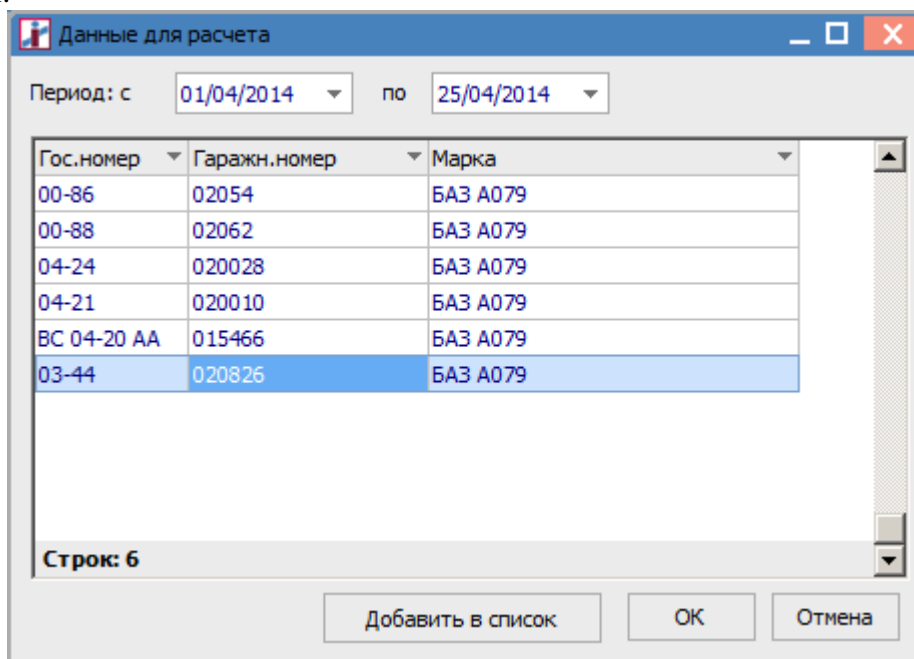 Данные для расчета
Период: с 01/04/2014 по 25/04/2014
Гос.номер Гаражн.номер Марка
00-86 02054 БАЗ А079
00-88 02062 БАЗ А079
04-24 020028 БАЗ А079
04-21 020010 БАЗ А079
ВС 04-20 АА 015466 БАЗ А079
03-44 020826 БАЗ А079
Строк: 6
Добавить в список ОК Отмена